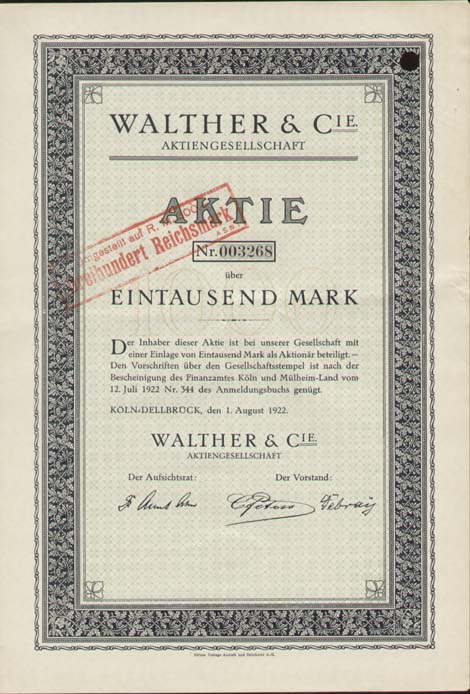 WALTHER & CIE.
AKTIENGESELLSCHAFT
AKTIE
umgestellt auf R. M.
Dreihundert Reichsmark
Nr. 003268
über
EINTAUSEND MARK
Der Inhaber dieser Aktie ist bei unserer Gesellschaft mit
einer Einlage von Eintausend Mark als Aktionär beteiligt.—
Den Vorschriften über den Gesellschaftsstempel ist nach der
Bescheinigung des Finanzamtes Köln und Mülheim-Land vom
12. Juli 1922 Nr. 344 des Anmeldungsbuchs genügt.
KÖLN-DELLBRÜCK, den 1. August 1922.
WALTHER & CIE.
AKTIENGESELLSCHAFT
Der Aufsichtsrat: Der Vorstand: